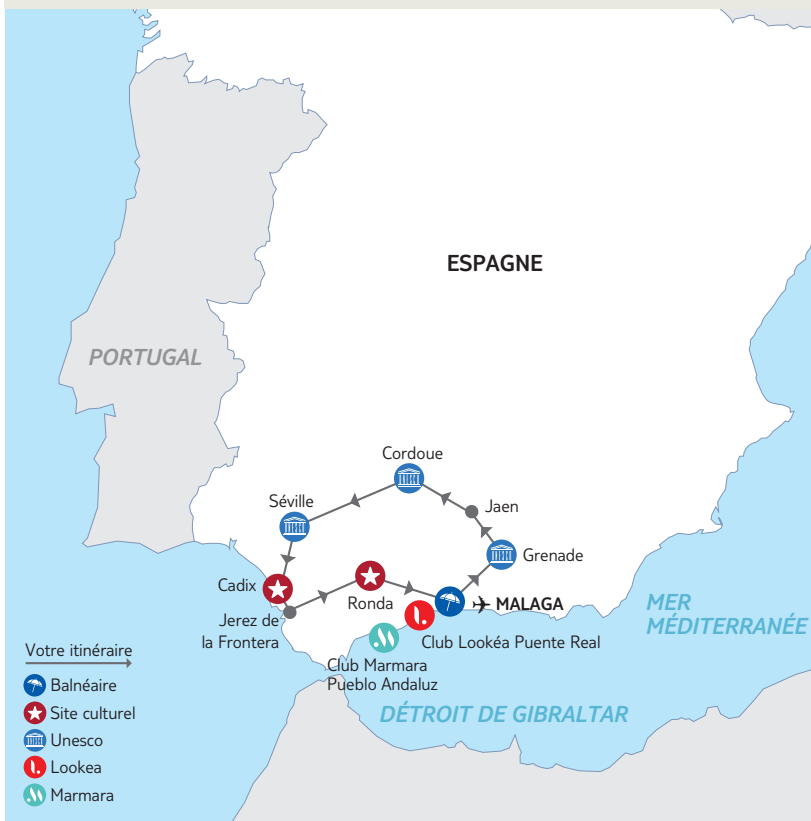 ESPAGNE
PORTUGAL
Cordoue
Séville
Jaen
Grenade
Cadix
Ronda
MALAGA
Jerez de
la Frontera
Club Lookéa Puente Real
Club Marmara
Pueblo Andaluz
MER
MÉDITERRANÉE
DÉTROIT DE GIBRALTAR
Votre itinéraire
Balnéaire
Site culturel
Unesco
Lookea
Marmara